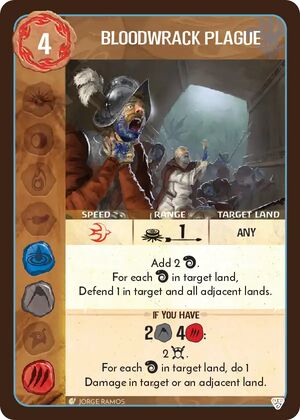 4
BLOODWRACK PLAGUE
SPEED RANGE TARGET LAND
1 ANY
Add 2 .
For each in target land,
Defend 1 in target and all adjacent lands.
IF YOU HAVE
2 4 :
2 .
For each in target land, do 1
Damage in target or an adjacent land.
JORGE RAMOS